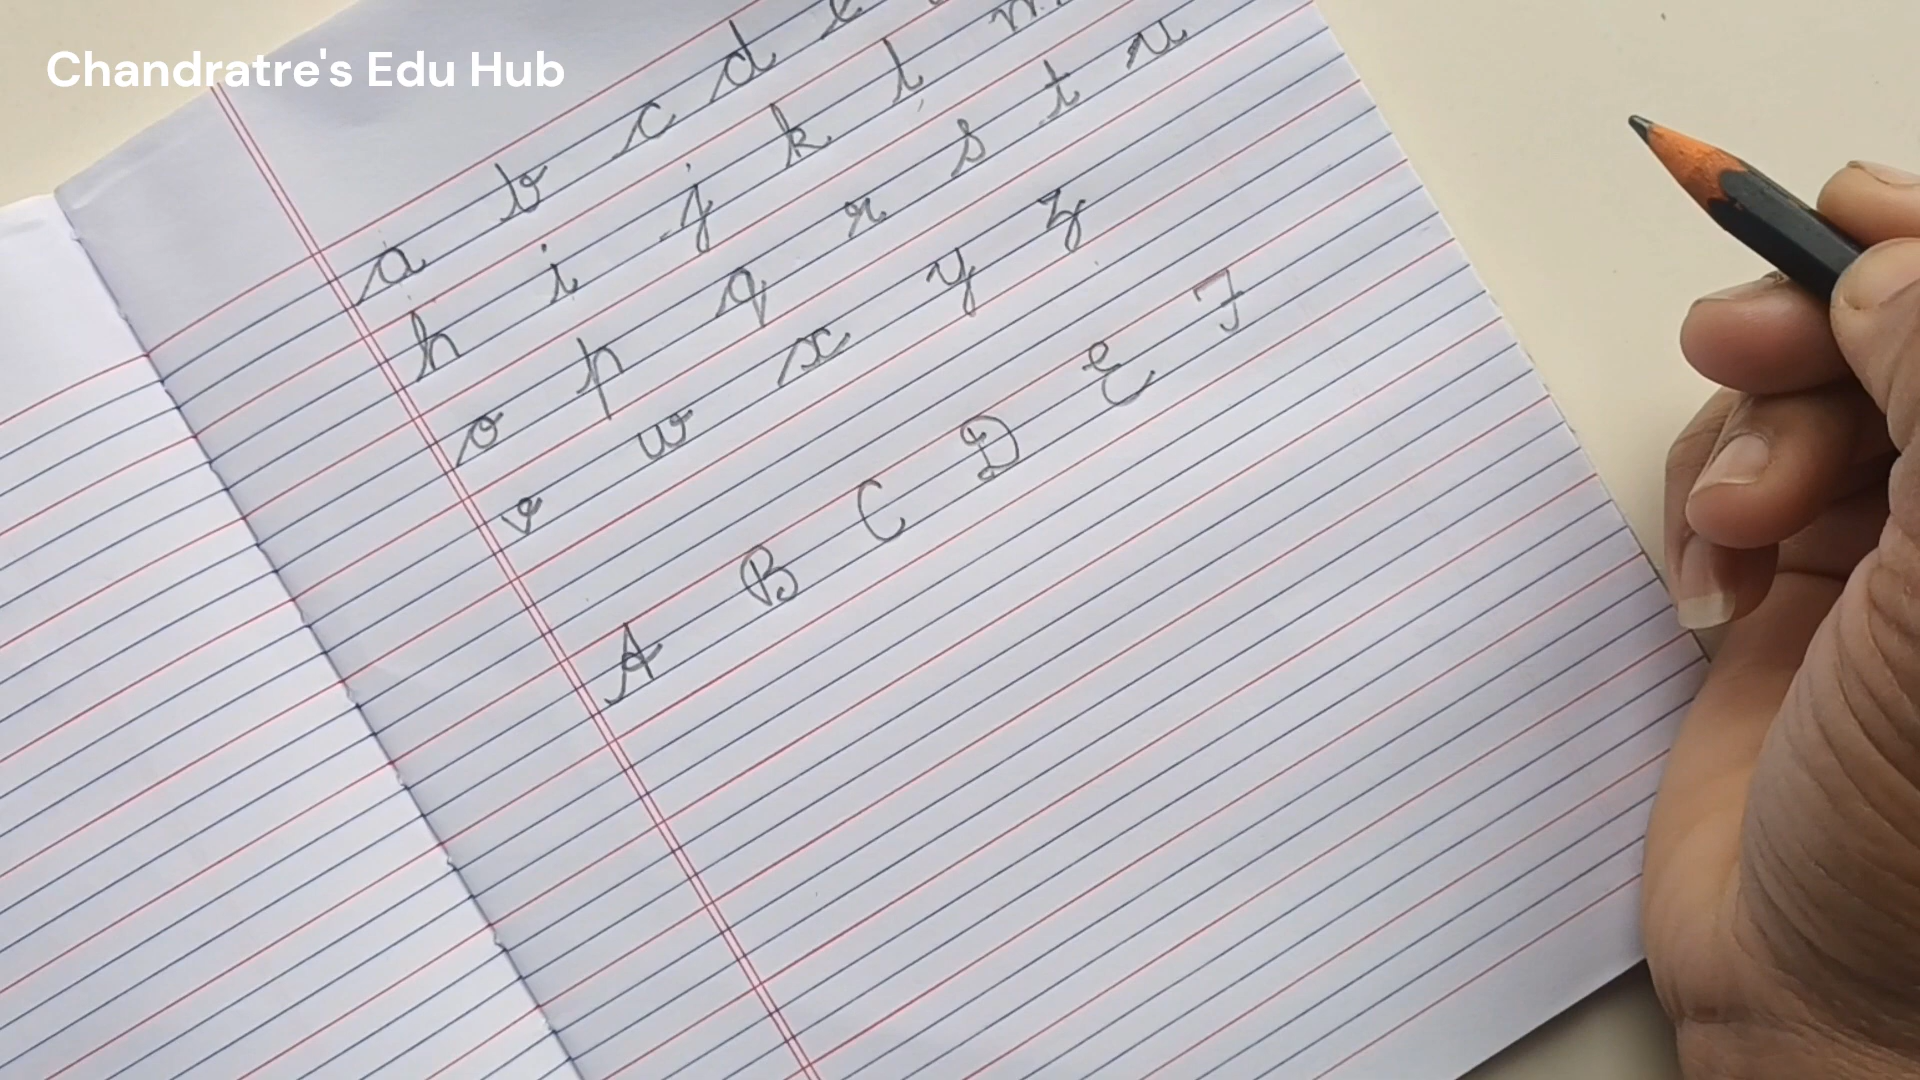 Chandratre's Edu Hub
a b c d e
h i j k l m
o p q r s t u
v w x y z
A B C D E F